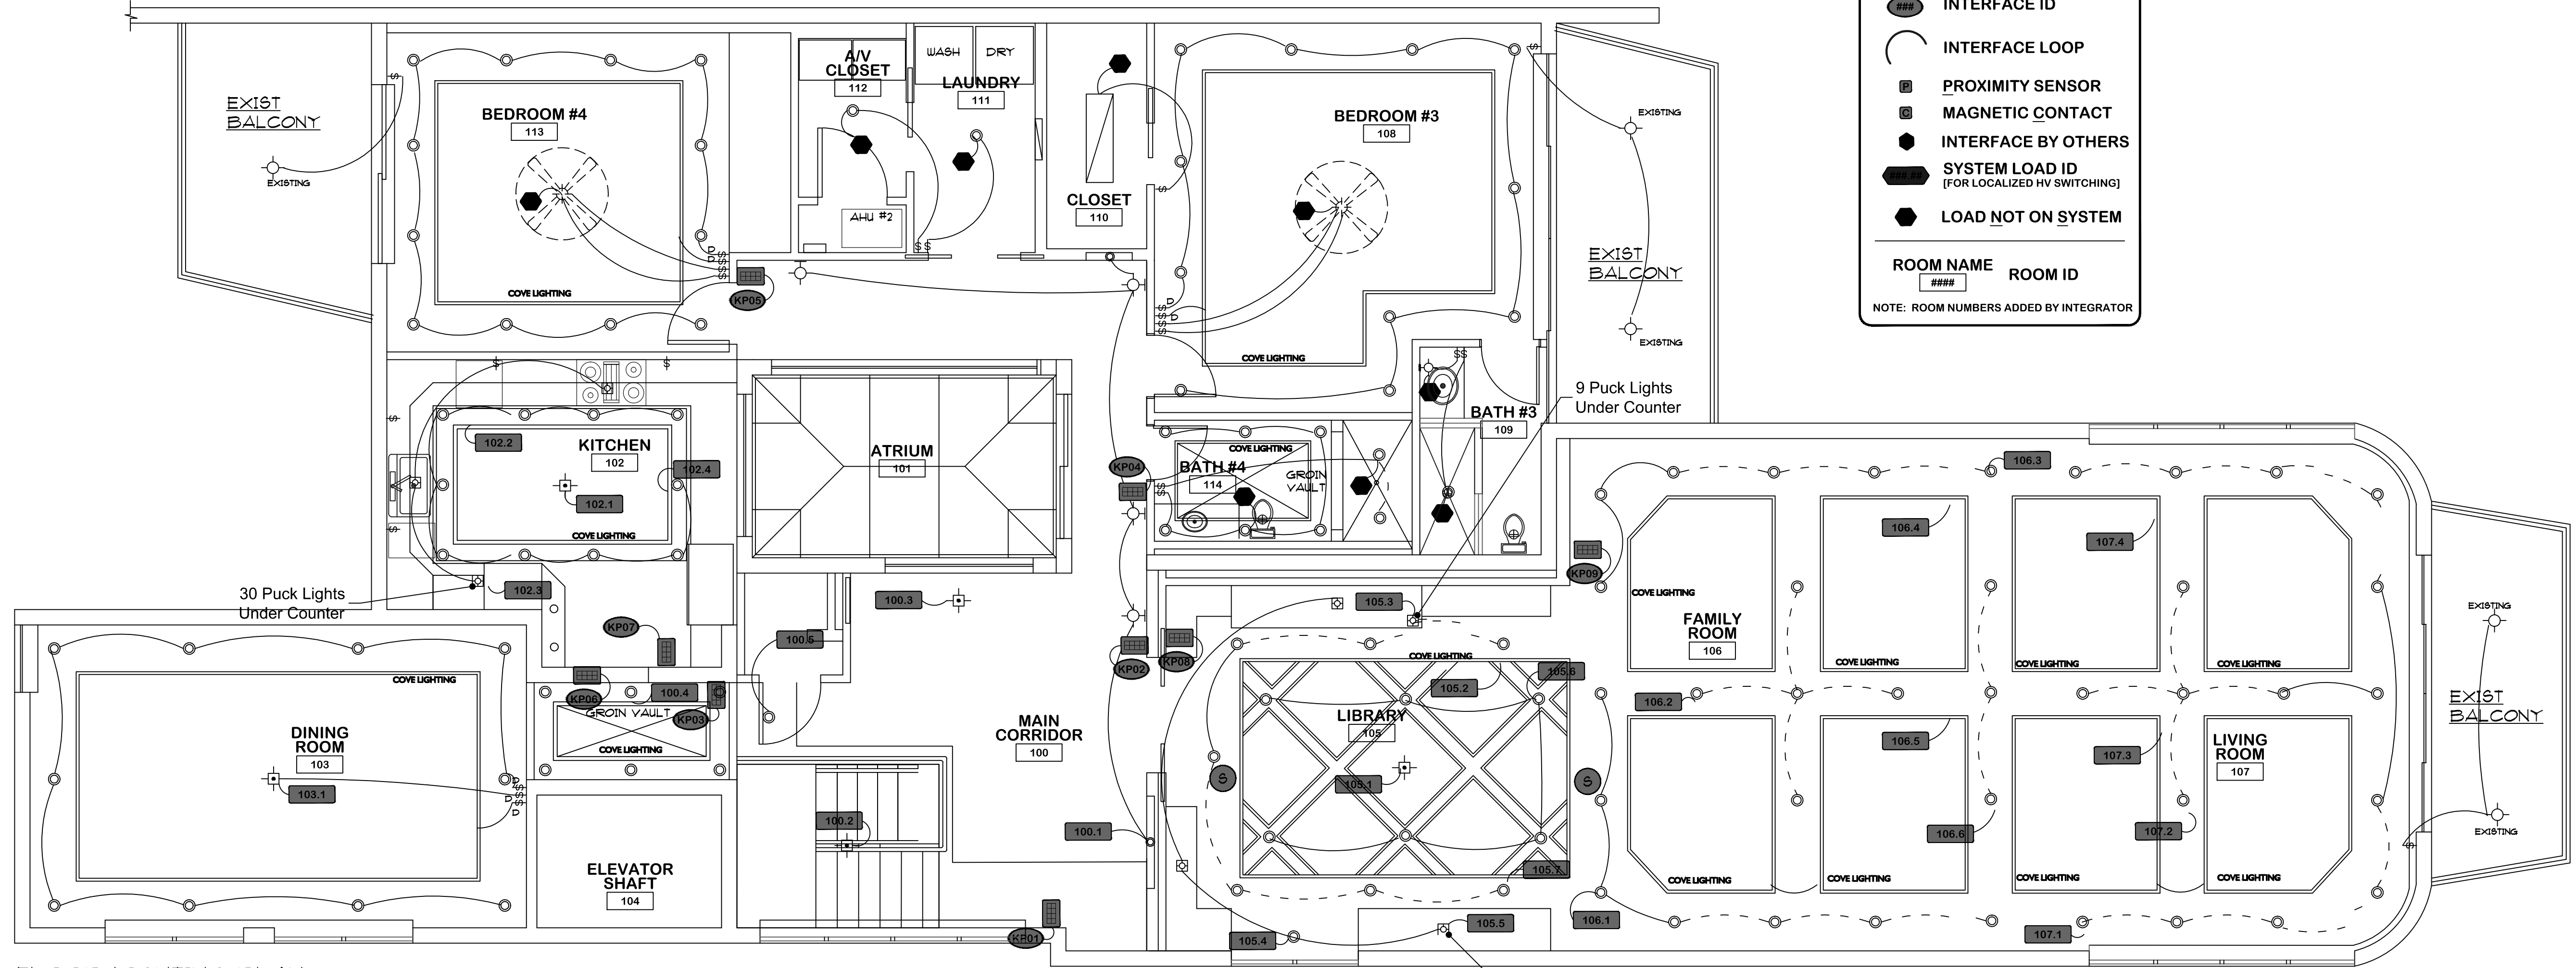 INTERFACE ID
###
INTERFACE LOOP
P
PROXIMITY SENSOR
C
MAGNETIC CONTACT
INTERFACE BY OTHERS
###.##
SYSTEM LOAD ID
[FOR LOCALIZED HV SWITCHING]
LOAD NOT ON SYSTEM
ROOM NAME
####
ROOM ID
NOTE: ROOM NUMBERS ADDED BY INTEGRATOR
EXIST
BALCONY
EXISTING
BEDROOM #4
113
COVE LIGHTING
KP05
A/V
CLOSET
112
WASH
DRY
LAUNDRY
111
AHU #2
CLOSET
110
BEDROOM #3
108
COVE LIGHTING
EXISTING
EXIST
BALCONY
EXISTING
9 Puck Lights
Under Counter
BATH #3
109
102.2
KITCHEN
102
102.4
102.1
COVE LIGHTING
102.3
30 Puck Lights
Under Counter
ATRIUM
101
KP04
COVE LIGHTING
BATH #4
114
GROIN
VAULT
KP09
100.3
100.5
KP07
KP06
100.4
KP03
GROIN VAULT
COVE LIGHTING
COVE LIGHTING
DINING
ROOM
103
103.1
ELEVATOR
SHAFT
104
100.2
MAIN
CORRIDOR
100
100.1
KP01
KP02
KP08
105.3
COVE LIGHTING
105.2
105.6
LIBRARY
105
105.1
S
S
105.7
105.4
105.5
106.3
106.4
107.4
COVE LIGHTING
FAMILY
ROOM
106
COVE LIGHTING
COVE LIGHTING
COVE LIGHTING
106.2
106.5
107.3
LIVING
ROOM
107
106.6
107.2
COVE LIGHTING
COVE LIGHTING
COVE LIGHTING
COVE LIGHTING
106.1
107.1
EXISTING
EXIST
BALCONY
EXISTING